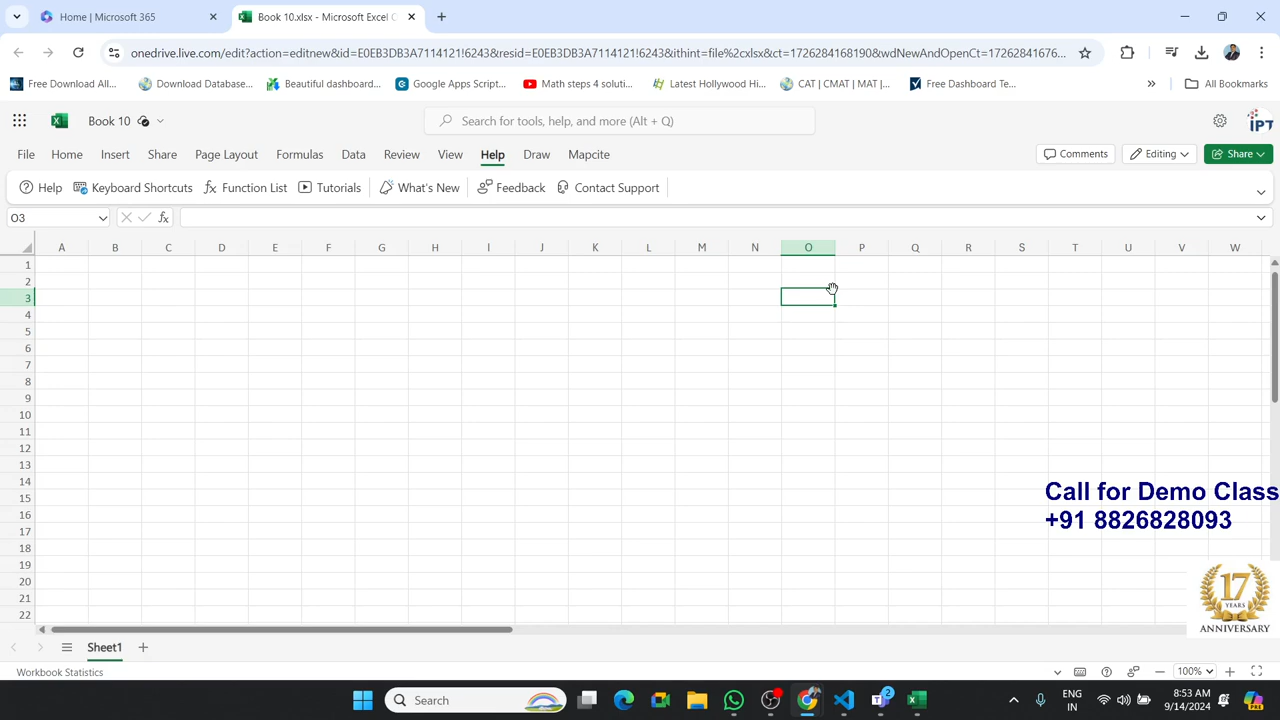 Home | Microsoft 365
Book 10.xlsx - Microsoft Excel O
onedrive.live.com/edit?action=editnew&id=E0EB3DB3A7114121!6243&resid=E0EB3DB3A7114121!6243&ithint=file%2cxlsx&ct=1726284168190&wdNewAndOpenCt=17262841676...
Free Download All...
Download Database...
Beautiful dashboard...
Google Apps Script...
Math steps 4 soluti...
Latest Hollywood Hi...
CAT | CMAT | MAT |...
Free Dashboard Te...
All Bookmarks
Book 10
Search for tools, help, and more (Alt + Q)
IPT
File Home Insert Share Page Layout Formulas Data Review View Help Draw Mapcite
Comments
Editing
Share
Help
Keyboard Shortcuts
Function List
Tutorials
What's New
Feedback
Contact Support
O3
fx
A B C D E F G H I J K L M N O P Q R S T U V W
1
2
3
4
5
6
7
8
9
10
11
12
13
14
15
16
17
18
19
20
21
22
Call for Demo Class
+91 8826828093
17
YEARS
ANNIVERSARY
Sheet1
Workbook Statistics
100%
Search
2
ENG
IN
8:53 AM
9/14/2024